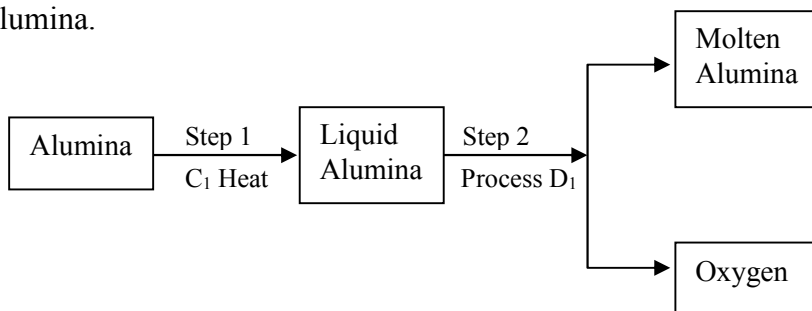 lumina.
Molten
Alumina
Alumina
Step 1
C₁ Heat
Liquid
Alumina
Step 2
Process D₁
Oxygen